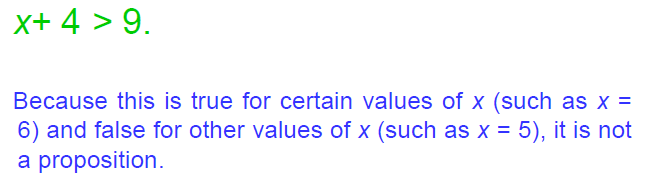 x+ 4 > 9.
Because this is true for certain values of x (such as x =
6) and false for other values of x (such as x = 5), it is not
a proposition.